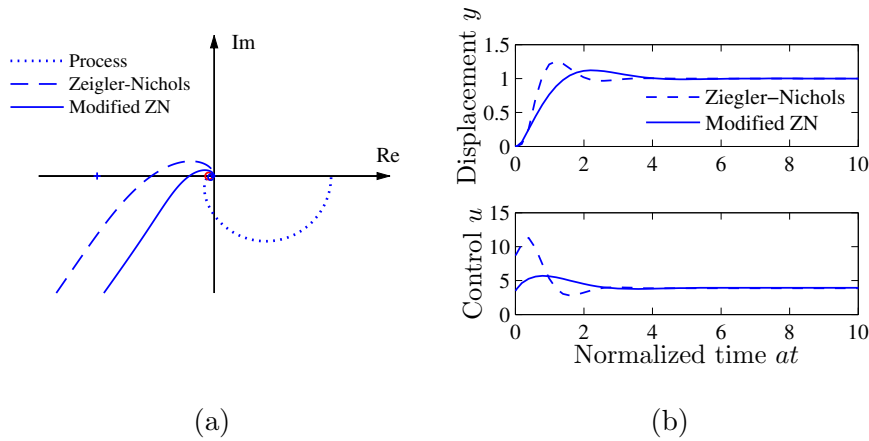 Im
Process
Zeigler-Nichols
Modified ZN
Re
(a)
Displacement y
1.5
1
0.5
0
Ziegler−Nichols
Modified ZN
0 2 4 6 8 10
Control u
15
10
5
0
0 2 4 6 8 10
Normalized time at
(b)